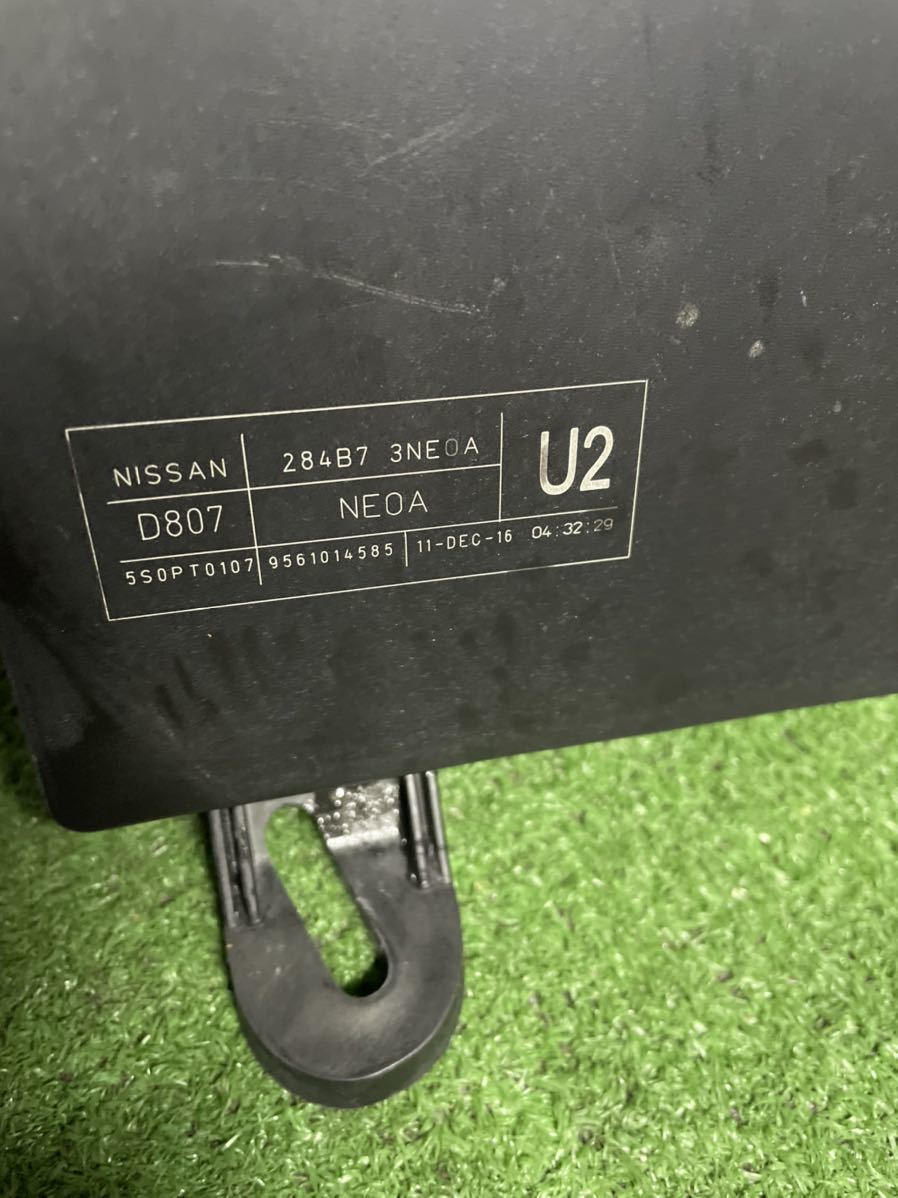 NISSAN 284B7 3NE0A U2
D807 NE0A
5S0PT0107 9561014585 11-DEC-16 04:32:29